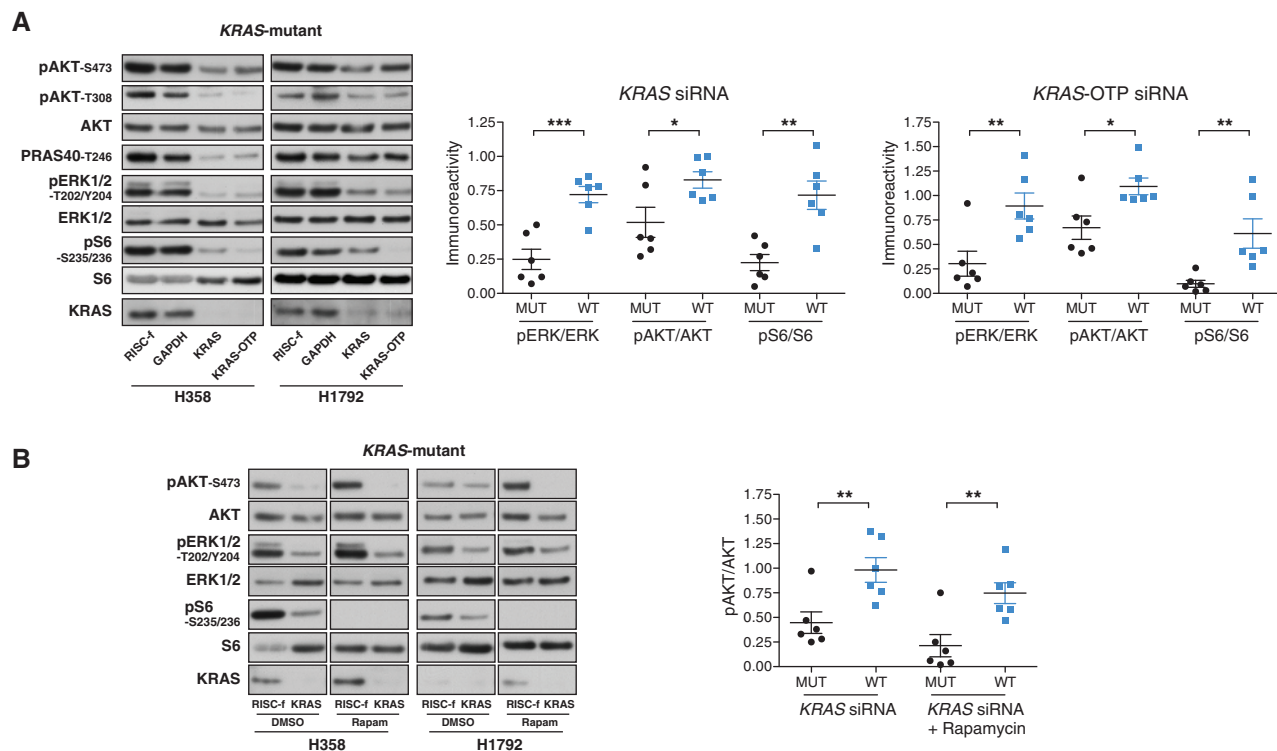 A
KRAS-mutant
pAKT-S473
pAKT-T308
AKT
PRAS40-T246
pERK1/2
-T202/Y204
ERK1/2
pS6
-S235/236
S6
KRAS
RISC-f GAPDH KRAS KRAS-OTP RISC-f GAPDH KRAS KRAS-OTP
H358 H1792
KRAS siRNA
Immunoreactivity
1.25
1.00
0.75
0.50
0.25
0.00
*** * **
MUT WT MUT WT MUT WT
pERK/ERK pAKT/AKT pS6/S6
KRAS-OTP siRNA
Immunoreactivity
2.00
1.75
1.50
1.25
1.00
0.75
0.50
0.25
0.00
** * **
MUT WT MUT WT MUT WT
pERK/ERK pAKT/AKT pS6/S6
B
KRAS-mutant
pAKT-S473
AKT
pERK1/2
-T202/Y204
ERK1/2
pS6
-S235/236
S6
KRAS
RISC-f KRAS RISC-f KRAS RISC-f KRAS RISC-f KRAS
DMSO Rapam DMSO Rapam
H358 H1792
pAKT/AKT
1.75
1.50
1.25
1.00
0.75
0.50
0.25
0.00
** **
MUT WT MUT WT
KRAS siRNA KRAS siRNA
+ Rapamycin